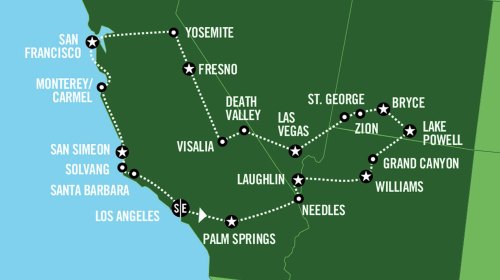 SAN
FRANCISCO
YOSEMITE
FRESNO
MONTEREY/
CARMEL
DEATH
VALLEY
LAS
VEGAS
ST. GEORGE
BRYCE
ZION
LAKE
POWELL
VISALIA
SAN SIMEON
SOLVANG
SANTA BARBARA
GRAND CANYON
LAUGHLIN
WILLIAMS
NEEDLES
LOS ANGELES
S E
PALM SPRINGS